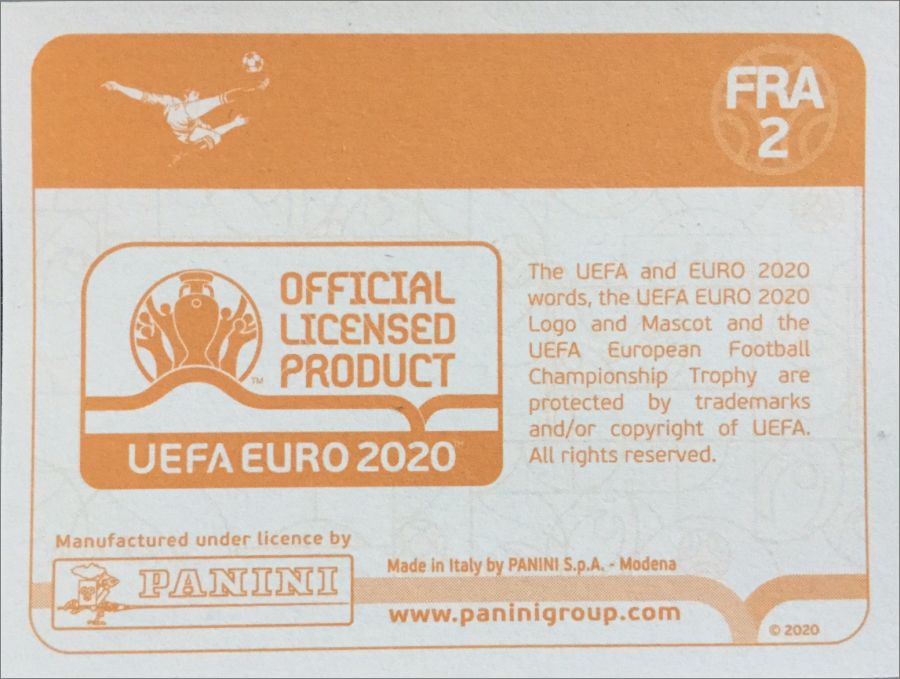 FRA
2
OFFICIAL
LICENSED
PRODUCT
™
UEFA EURO 2020™
The UEFA and EURO 2020
words, the UEFA EURO 2020
Logo and Mascot and the
UEFA European Football
Championship Trophy are
protected by trademarks
and/or copyright of UEFA.
All rights reserved.
Manufactured under licence by
PANINI
Made in Italy by PANINI S.p.A. - Modena
www.paninigroup.com
© 2020